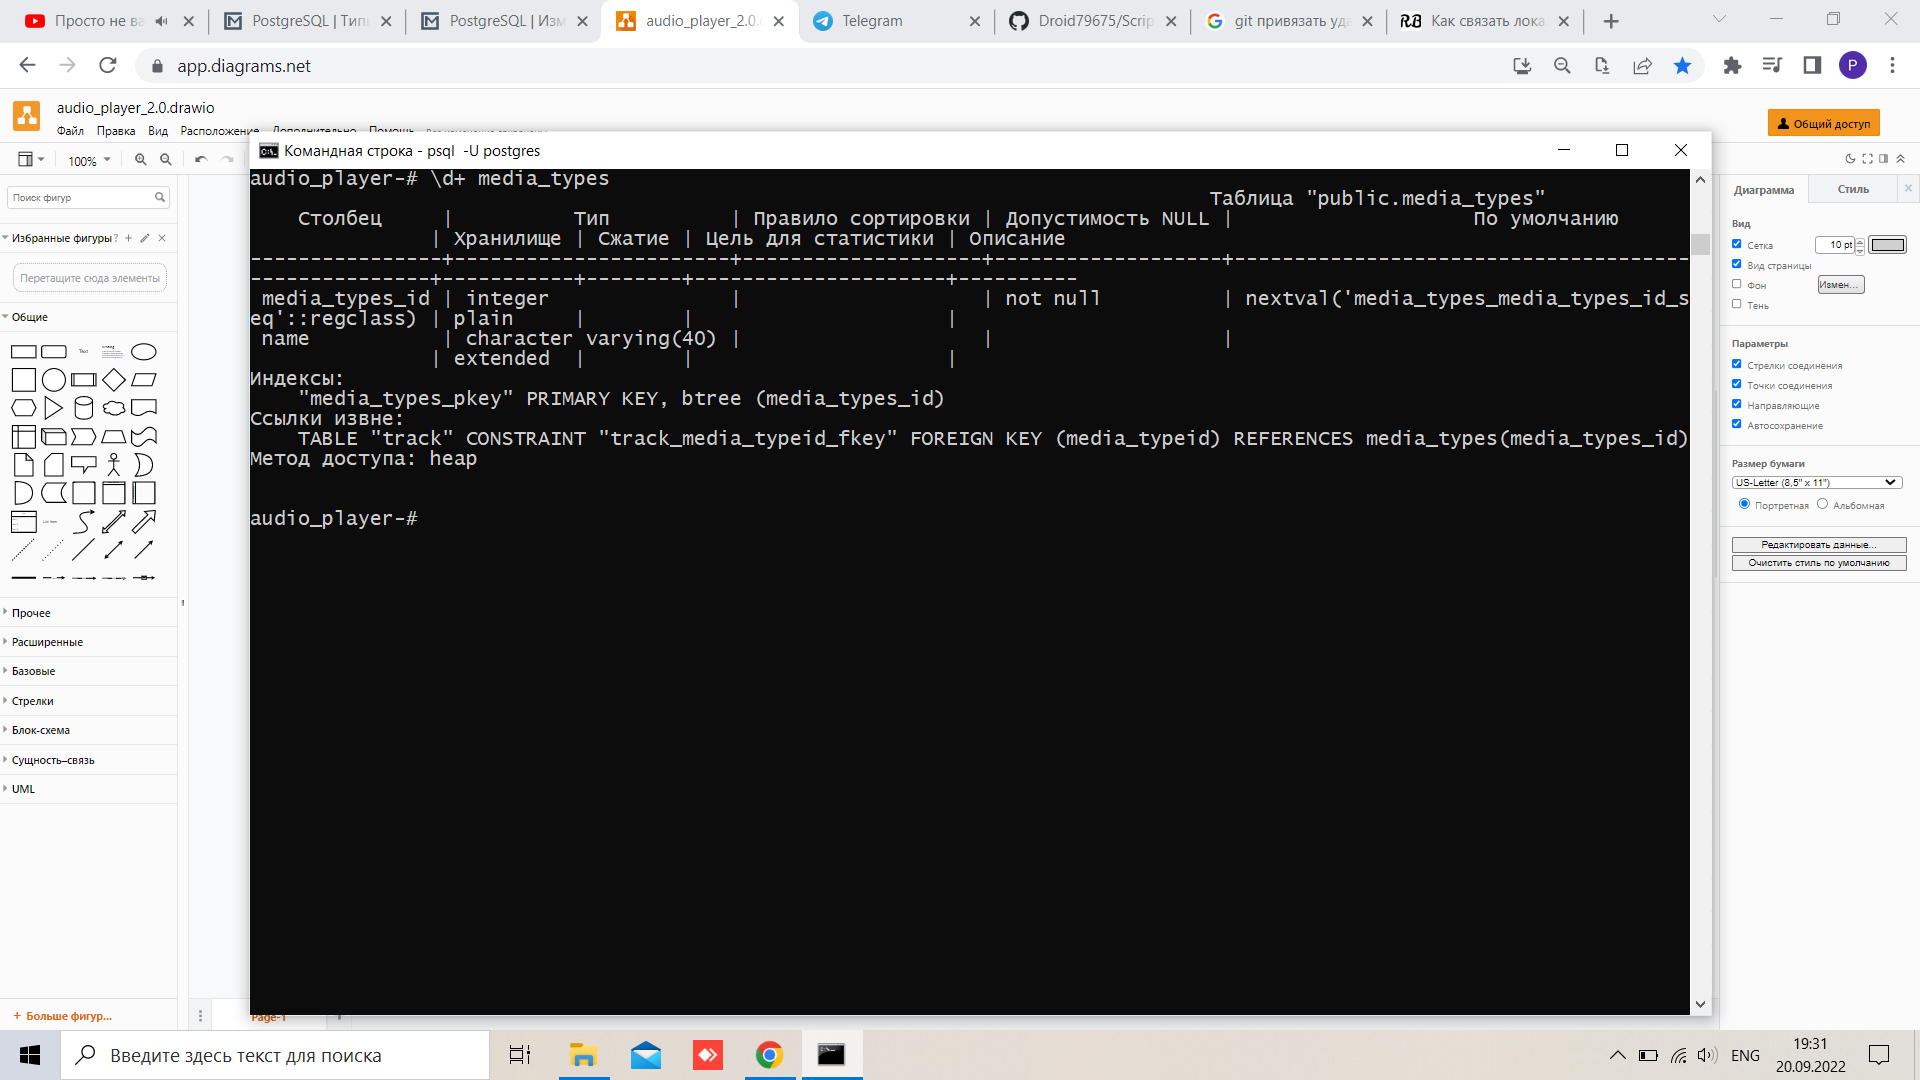 Просто не ва
PostgreSQL | Тип
PostgreSQL | Изм
audio_player_2.0.
Telegram
Droid79675/Scrip
git привязать уда
Как связать лока
app.diagrams.net
P
audio_player_2.0.drawio
Файл Правка Вид Расположение Дополнительно Помощь
Общий доступ
100%
Командная строка - psql -U postgres
Поиск фигур
Избранные фигуры ?
Перетащите сюда элементы
Общие
Text
List Item
Прочее
Расширенные
Базовые
Стрелки
Блок-схема
Сущность–связь
UML
+ Больше фигур...
audio_player-# \d+ media_types
Таблица "public.media_types"
Столбец | Тип | Правило сортировки | Допустимость NULL | По умолчанию
| Хранилище | Сжатие | Цель для статистики | Описание
----------------+-----------------------+--------------------+-------------------+--------------------------------------
---------------+-----------+--------+---------------------+----------
media_types_id | integer | | not null | nextval('media_types_media_types_id_s
eq'::regclass) | plain | | |
name | character varying(40) | | |
| extended | | |
Индексы:
"media_types_pkey" PRIMARY KEY, btree (media_types_id)
Ссылки извне:
TABLE "track" CONSTRAINT "track_media_typeid_fkey" FOREIGN KEY (media_typeid) REFERENCES media_types(media_types_id)
Метод доступа: heap
audio_player-#
Диаграмма
Стиль
Вид
Сетка
10 pt
Вид страницы
Фон
Измен...
Тень
Параметры
Стрелки соединения
Точки соединения
Направляющие
Автосохранение
Размер бумаги
US-Letter (8,5" x 11")
Портретная Альбомная
Редактировать данные...
Очистить стиль по умолчанию
Page-1
Введите здесь текст для поиска
ENG
19:31
20.09.2022